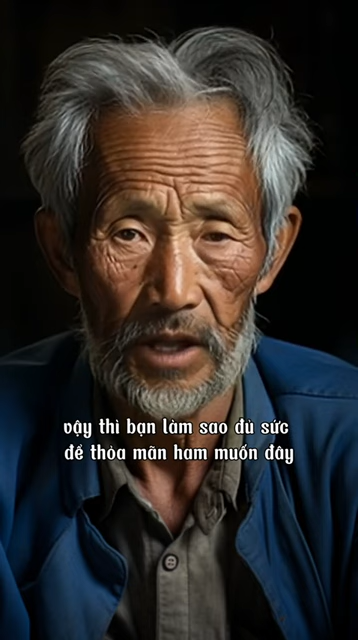 vậy thì bạn làm sao đủ sức
để thỏa mãn ham muốn đây